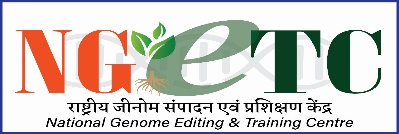 NGeTC
राष्ट्रीय जीनोम संपादन एवं प्रशिक्षण केंद्र
National Genome Editing & Training Centre